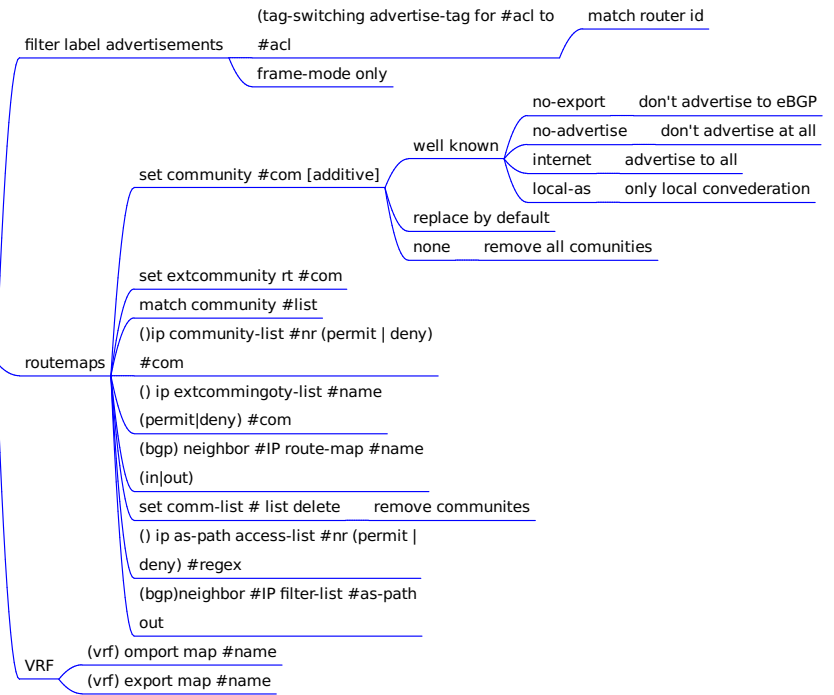 (tag-switching advertise-tag for #acl to
#acl
match router id
filter label advertisements
frame-mode only
no-export
don't advertise to eBGP
no-advertise
don't advertise at all
well known
internet
advertise to all
local-as
only local convederation
set community #com [additive]
replace by default
none
remove all comunities
set extcommunity rt #com
match community #list
()ip community-list #nr (permit | deny)
#com
routemaps
() ip extcommingoty-list #name
(permit|deny) #com
(bgp) neighbor #IP route-map #name
(in|out)
set comm-list # list delete
remove communites
() ip as-path access-list #nr (permit |
deny) #regex
(bgp)neighbor #IP filter-list #as-path
out
VRF
(vrf) omport map #name
(vrf) export map #name